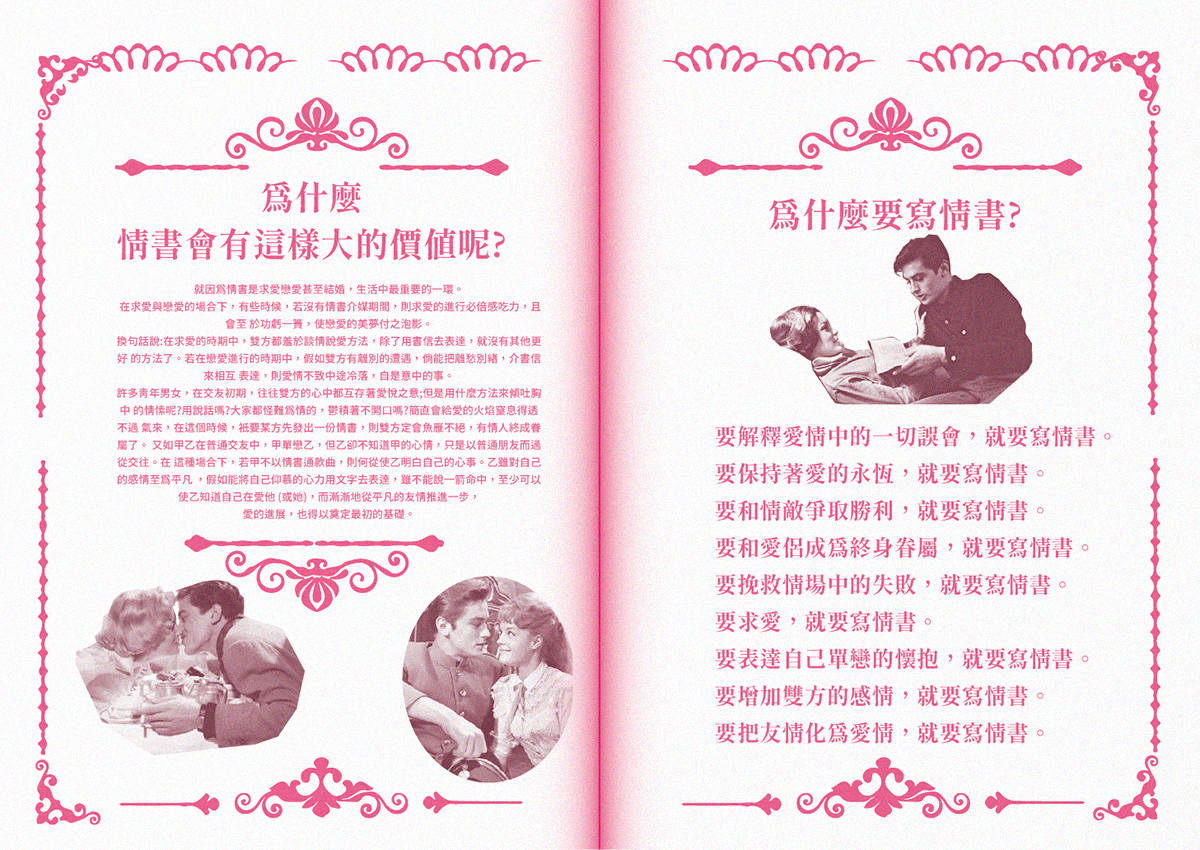 爲什麼
情書會有這樣大的價値呢?
就因爲情書是求愛戀愛甚至結婚，生活中最重要的一環。
在求愛與戀愛的場合下，有些時候，若沒有情書介媒期間，則求愛的進行必倍感吃力，且
會至 於功虧一簣，使戀愛的美夢付之泡影。
換句話說:在求愛的時期中，雙方都羞於談情說愛方法，除了用書信去表達，就沒有其他更
好 的方法了。若在戀愛進行的時期中，假如雙方有離別的遭遇，倘能把離愁別緒，介書信
來相互 表達，則愛情不致中途冷落，自是意中的事。
許多靑年男女，在交友初期，往往雙方的心中都互存著愛悅之意;但是用什麼方法來傾吐胸
中 的情愫呢?用說話嗎?大家都怪難爲情的，鬱積著不開口嗎?簡直會給愛的火焰窒息得透
不過 氣來，在這個時候，祇要某方先發出一份情書，則雙方定會魚雁不絕，有情人終成眷
屬了。 又如甲乙在普通交友中，甲單戀乙，但乙卻不知道甲的心情，只是以普通朋友而過
從交往。在 這種場合下，若甲不以情書通款曲，則何從使乙明白自己的心事。乙雖對自己
的感情至爲平凡 ，假如能將自己仰慕的心力用文字去表達，雖不能說一箭命中，至少可以
使乙知道自己在愛他 (或她)，而漸漸地從平凡的友情推進一步，
愛的進展，也得以奠定最初的基礎。
爲什麼要寫情書?
要解釋愛情中的一切誤會，就要寫情書。
要保持著愛的永恆，就要寫情書。
要和情敵爭取勝利，就要寫情書。
要和愛侶成爲終身眷屬，就要寫情書。
要挽救情場中的失敗，就要寫情書。
要求愛，就要寫情書。
要表達自己單戀的懷抱，就要寫情書。
要增加雙方的感情，就要寫情書。
要把友情化爲愛情，就要寫情書。